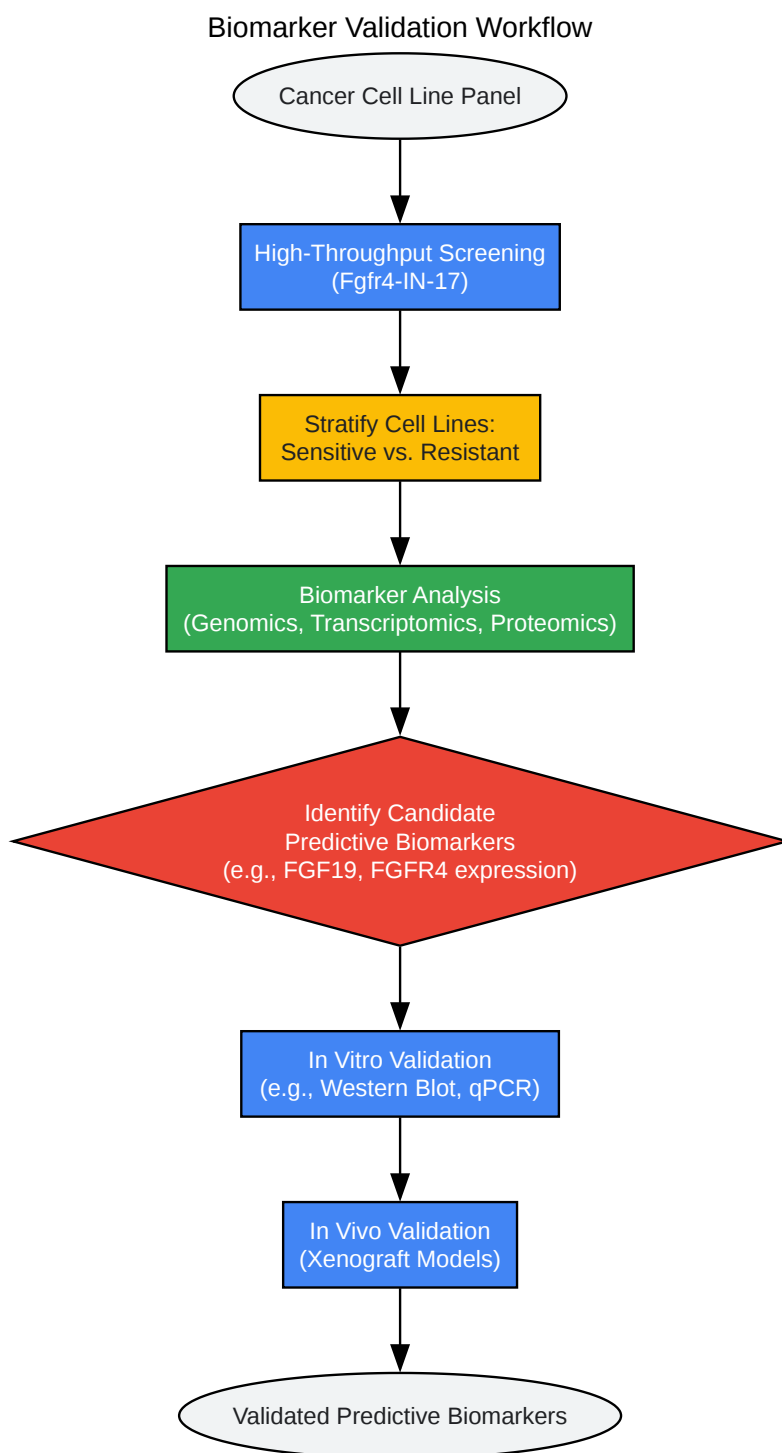 Biomarker Validation Workflow
Cancer Cell Line Panel
High-Throughput Screening
(Fgfr4-IN-17)
Stratify Cell Lines:
Sensitive vs. Resistant
Biomarker Analysis
(Genomics, Transcriptomics, Proteomics)
Identify Candidate
Predictive Biomarkers
(e.g., FGF19, FGFR4 expression)
In Vitro Validation
(e.g., Western Blot, qPCR)
In Vivo Validation
(Xenograft Models)
Validated Predictive Biomarkers